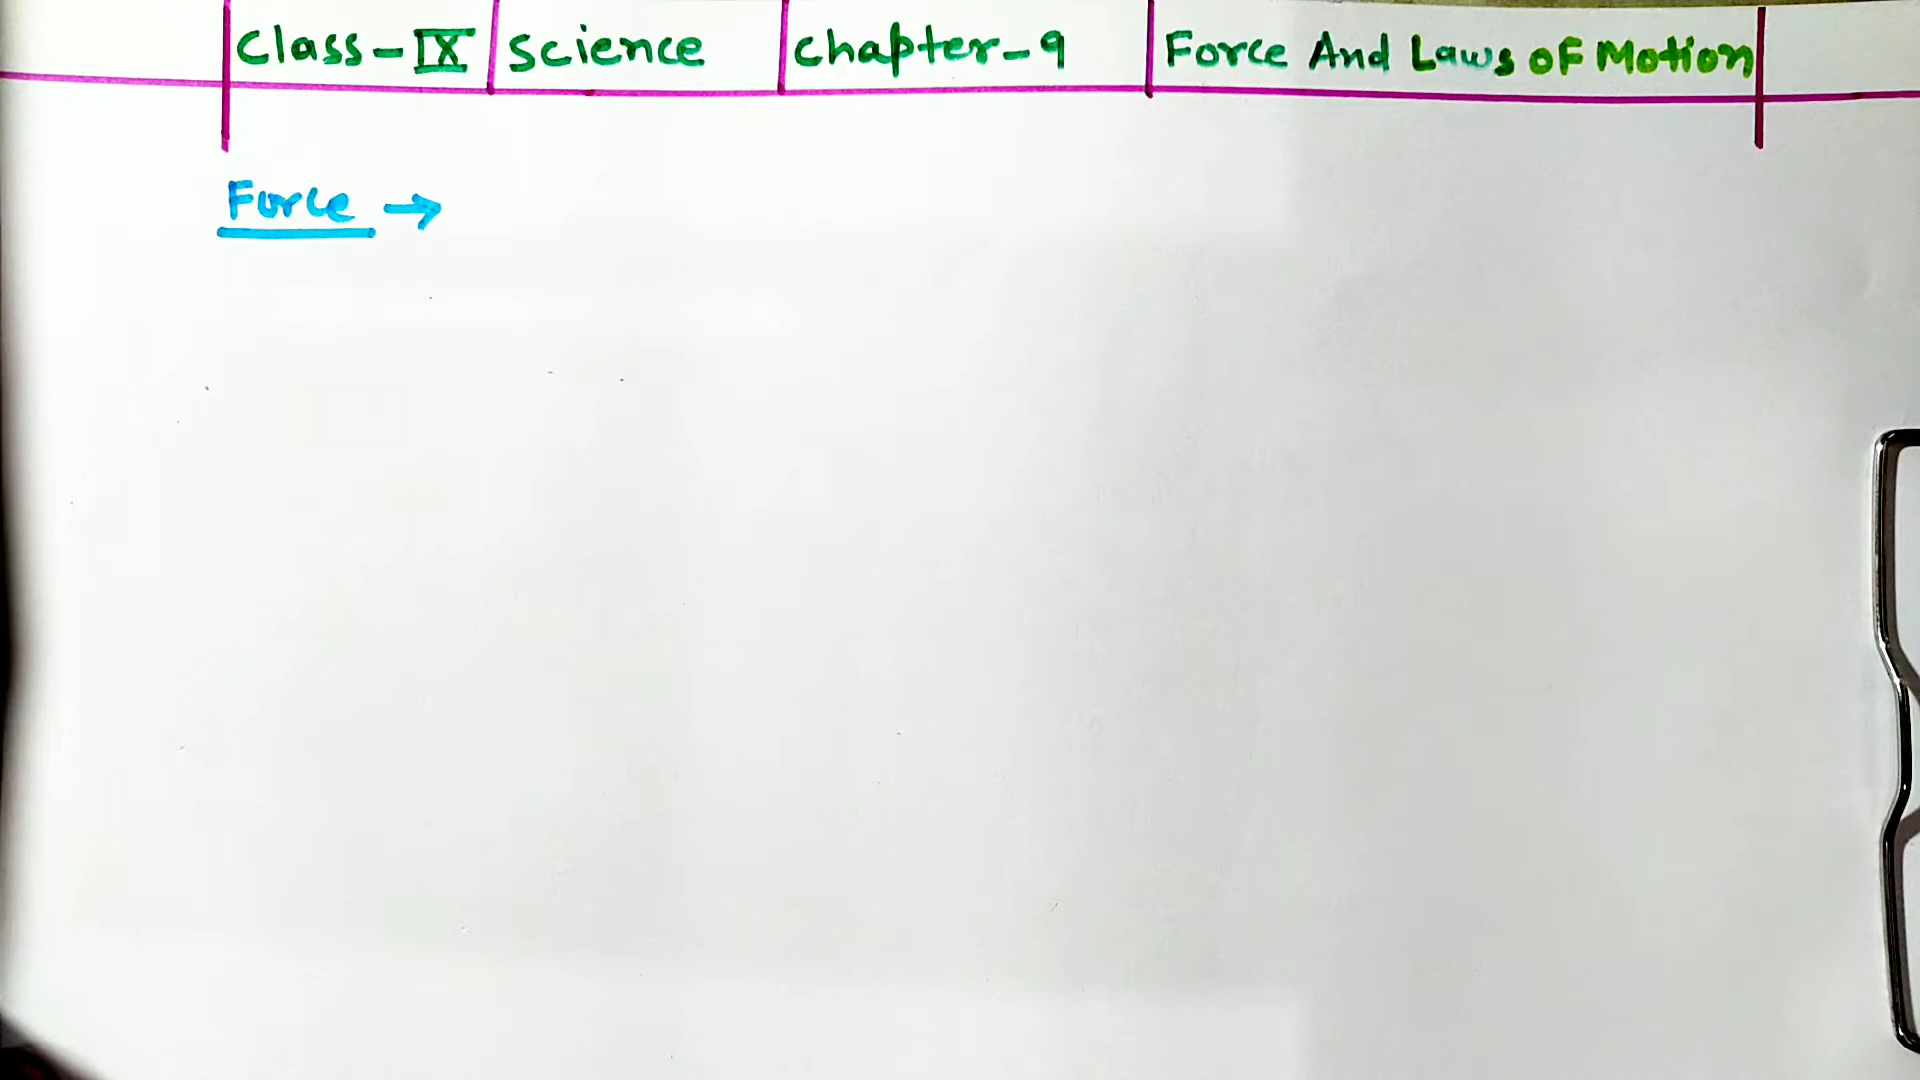 Class-IX Science Chapter-9 Force And Laws of Motion
Force →